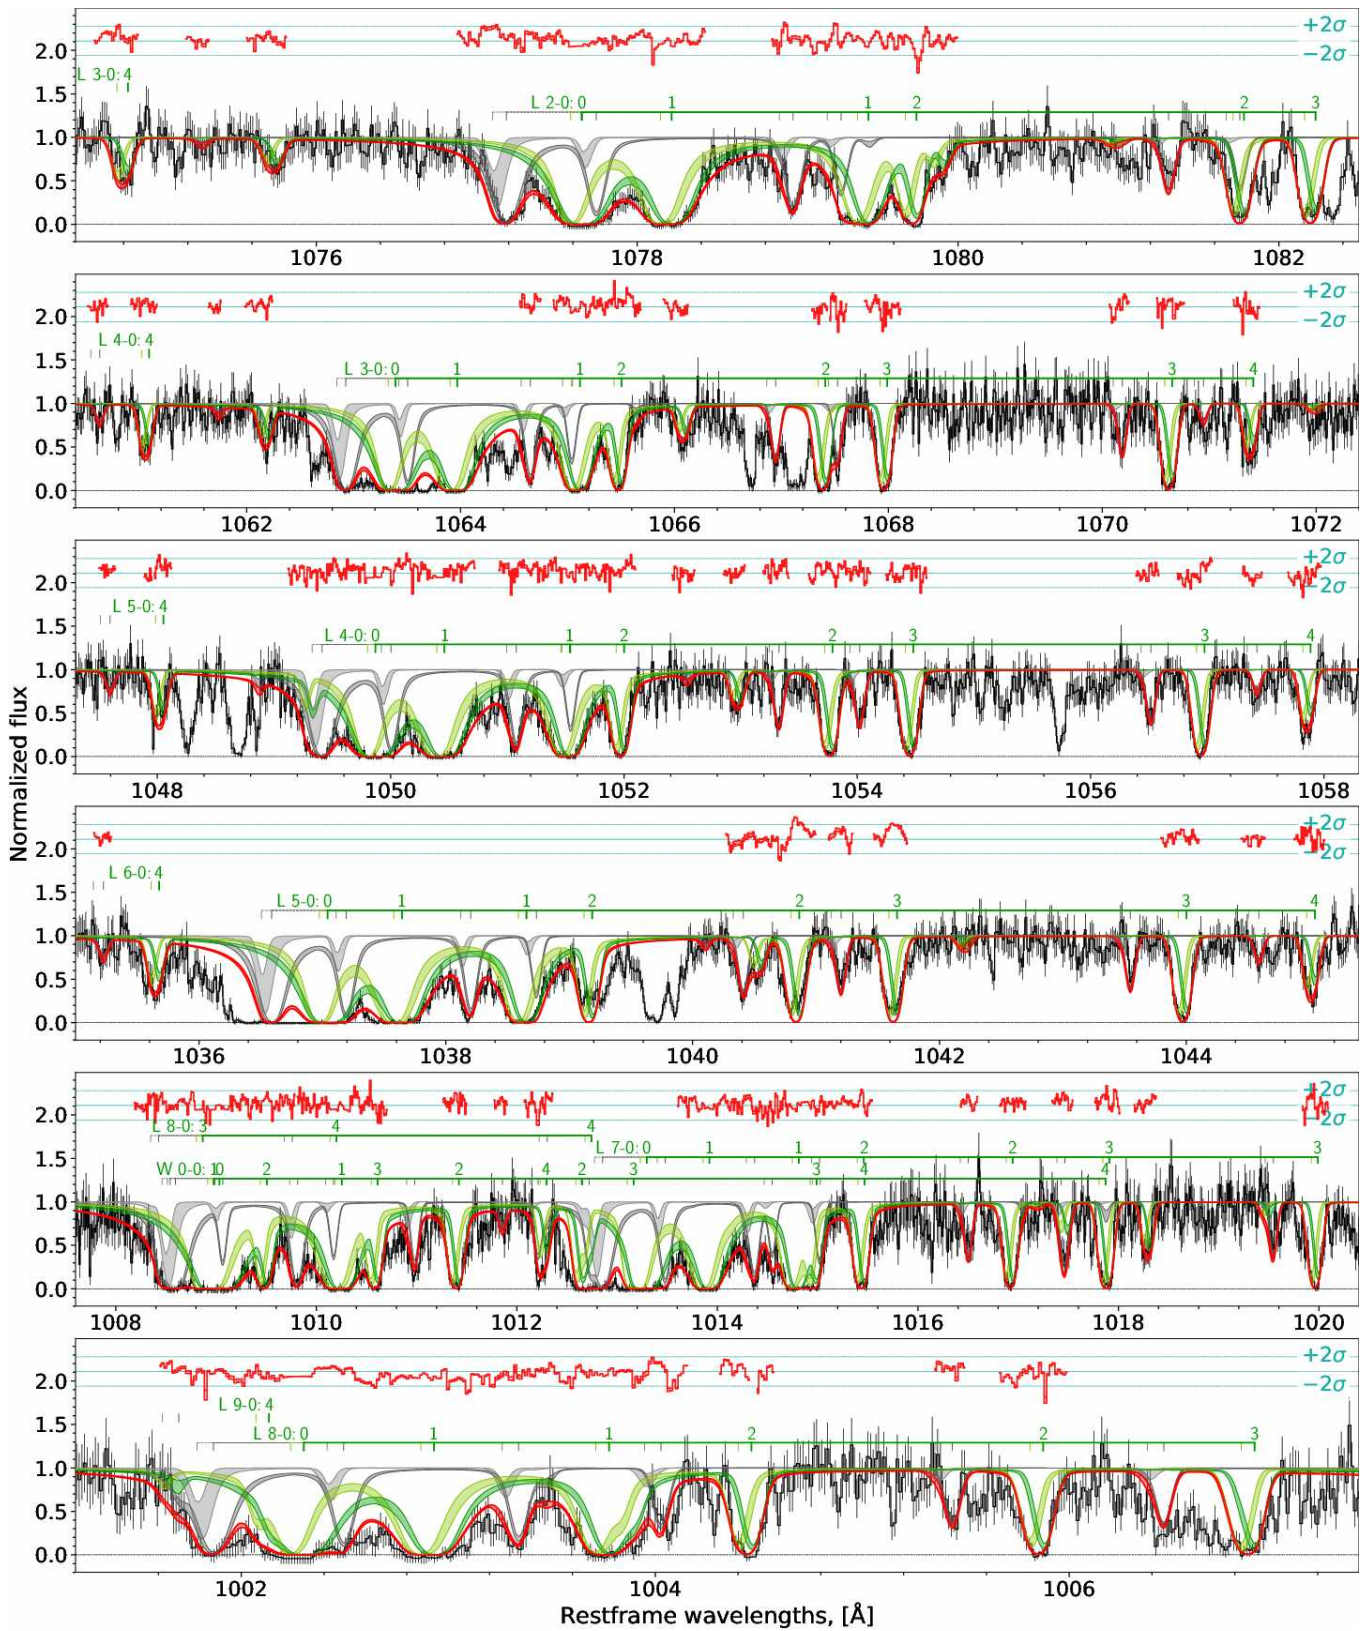 +2σ
2.0
−2σ
L 3-0: 4
1.5
L 2-0: 0 1 1 2 2 3
1.0
0.5
0.0
1076 1078 1080 1082
+2σ
2.0
−2σ
L 4-0: 4
1.5
L 3-0: 0 1 1 2 2 3 3 4
1.0
0.5
0.0
1062 1064 1066 1068 1070 1072
+2σ
2.0
−2σ
L 5-0: 4
1.5
L 4-0: 0 1 1 2 2 3 3 4
1.0
0.5
0.0
1048 1050 1052 1054 1056 1058
Normalized flux
+2σ
2.0
−2σ
L 6-0: 4
1.5
L 5-0: 0 1 1 2 2 3 3 4
1.0
0.5
0.0
1036 1038 1040 1042 1044
+2σ
2.0
−2σ
L 8-0: 3 4 4
L 7-0: 0 1 1 2 2 3 3
1.5
W 0-0: 10 2 1 3 2 4 2 3 3 4 4
1.0
0.5
0.0
1008 1010 1012 1014 1016 1018 1020
+2σ
2.0
−2σ
L 9-0: 4
1.5
L 8-0: 0 1 1 2 2 3
1.0
0.5
0.0
1002 1004 1006
Restframe wavelengths, [Å]